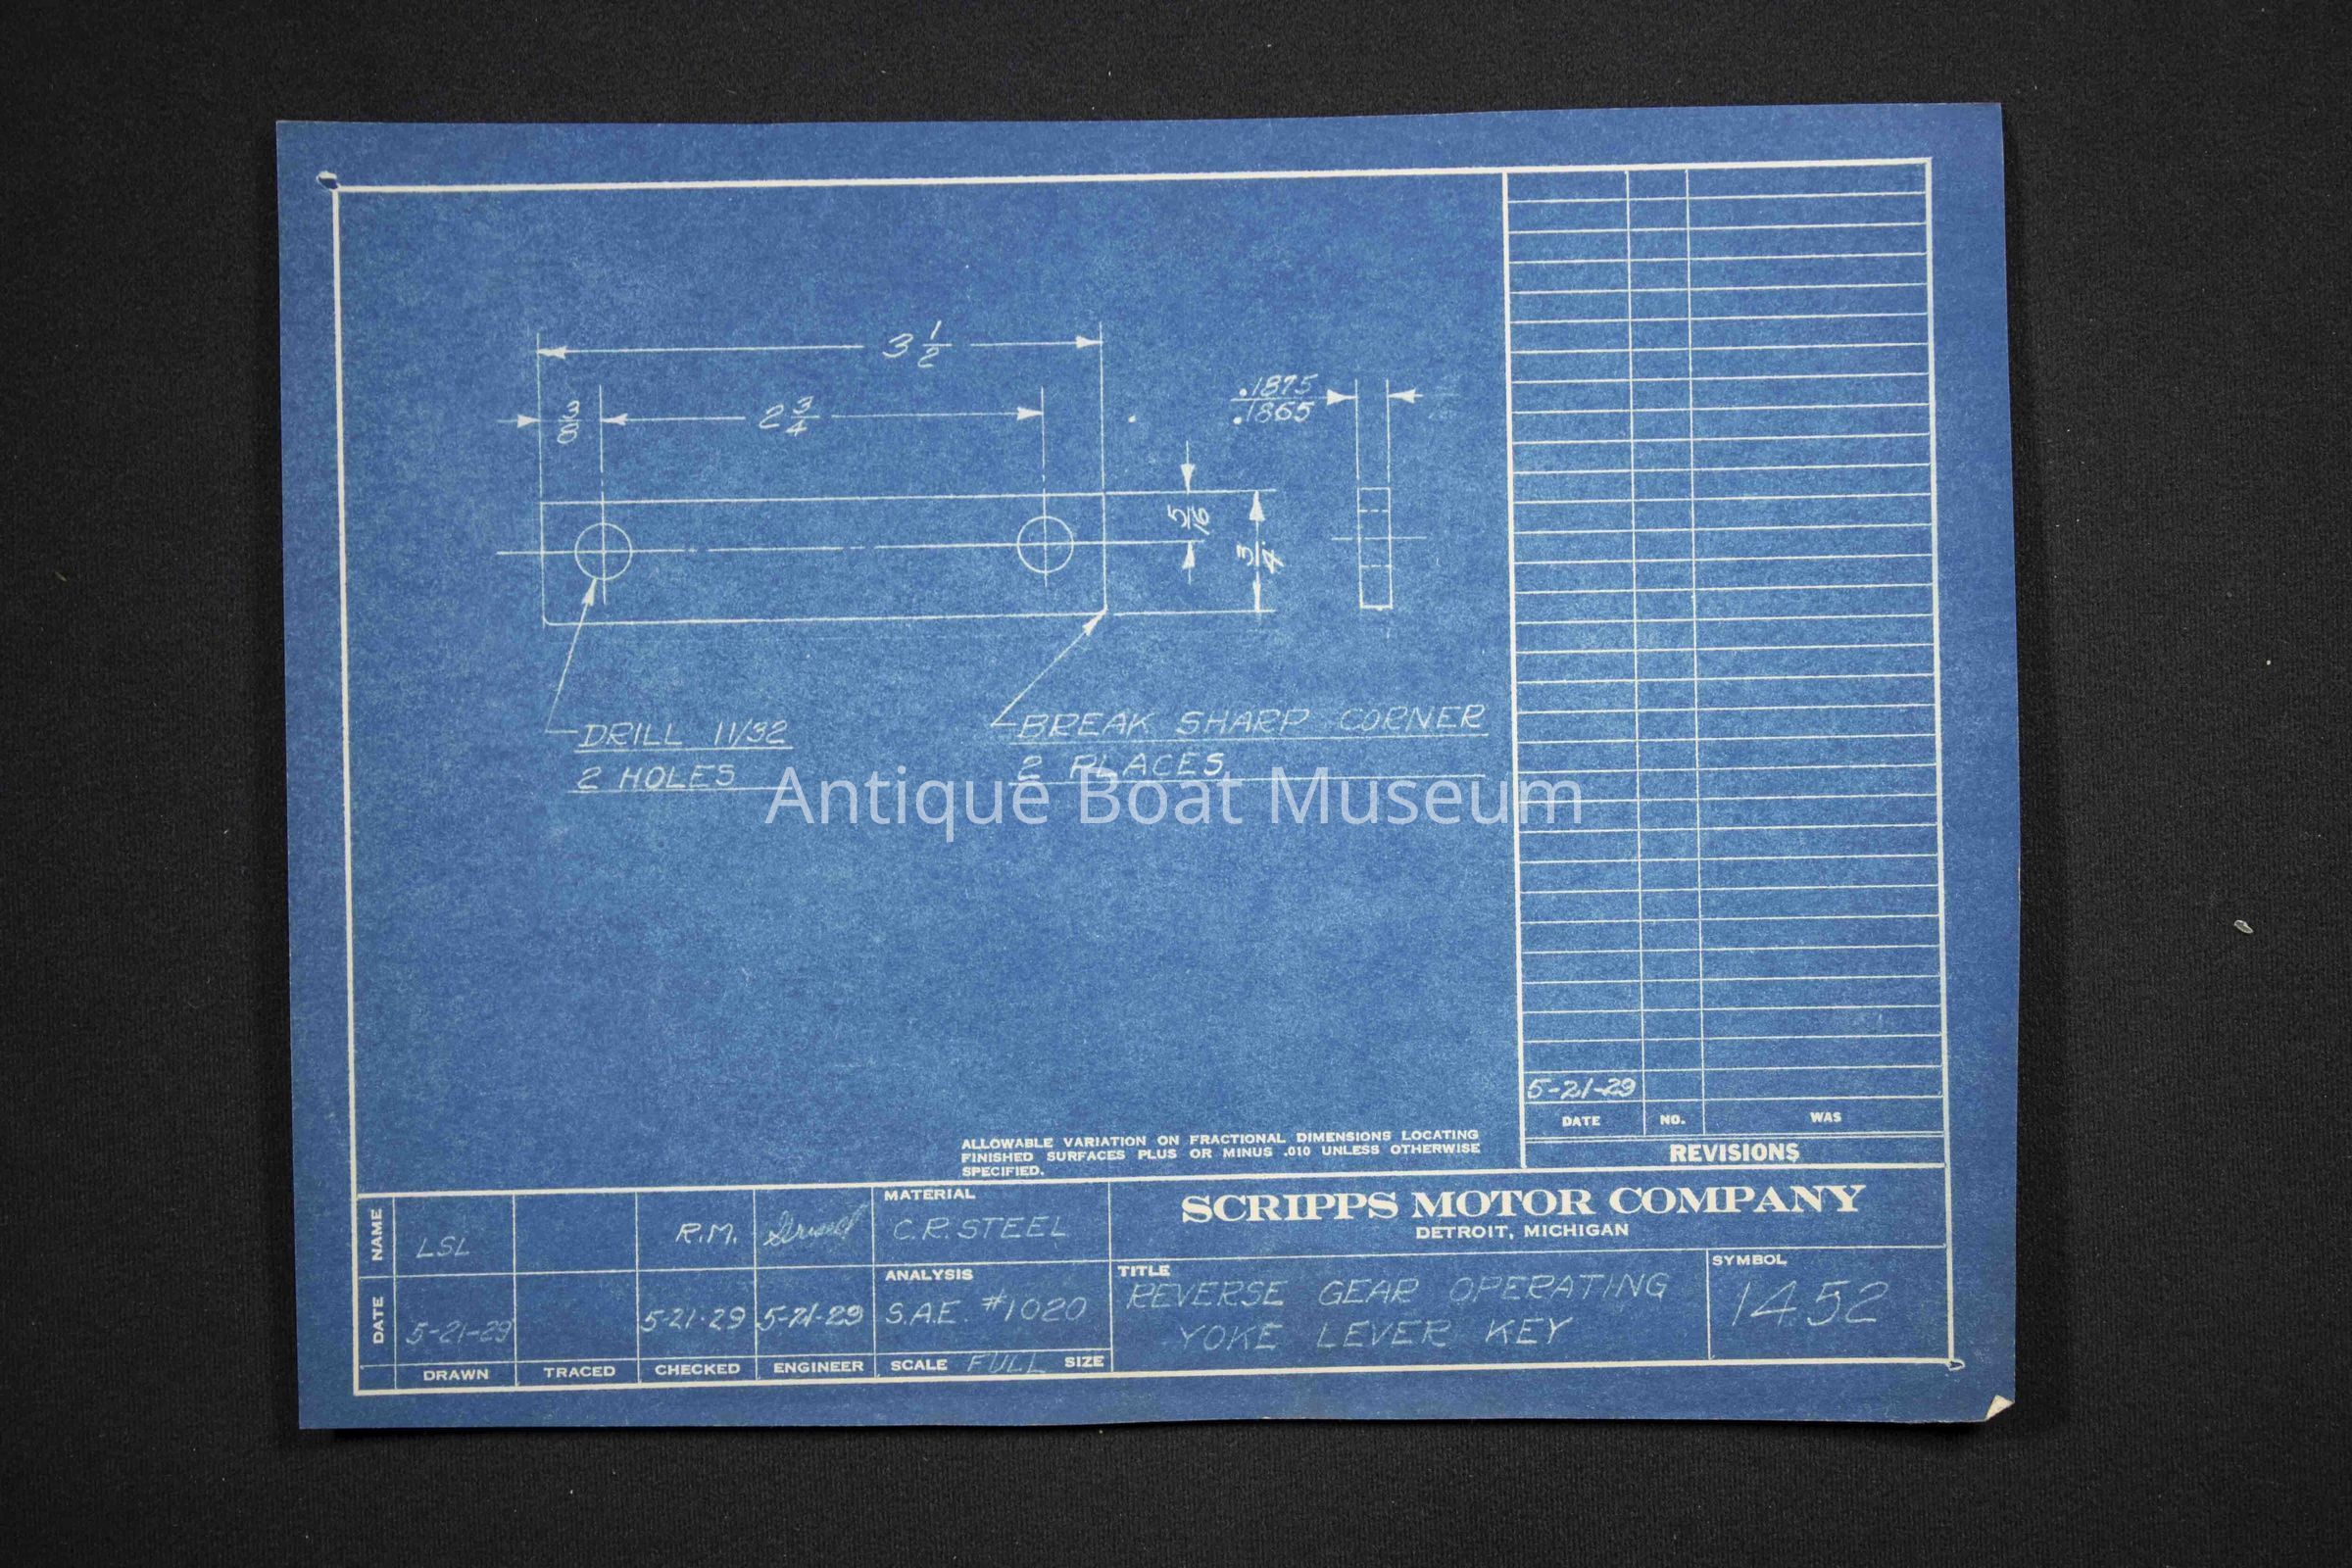 3 1/2
3/8
2 3/4
.1875
.1865
5/16
3/4
DRILL 11/32
2 HOLES
BREAK SHARP CORNER
2 PLACES
Antique Boat Museum
5-21-29
DATE NO. WAS
REVISIONS
ALLOWABLE VARIATION ON FRACTIONAL DIMENSIONS LOCATING
FINISHED SURFACES PLUS OR MINUS .010 UNLESS OTHERWISE
SPECIFIED.
NAME
LSL
R.M.
DATE
5-21-29
5-21-29
5-21-29
DRAWN TRACED CHECKED ENGINEER
MATERIAL
C.R. STEEL
ANALYSIS
S.A.E. #1020
SCALE FULL SIZE
SCRIPPS MOTOR COMPANY
DETROIT, MICHIGAN
TITLE
REVERSE GEAR OPERATING
YOKE LEVER KEY
SYMBOL
1452